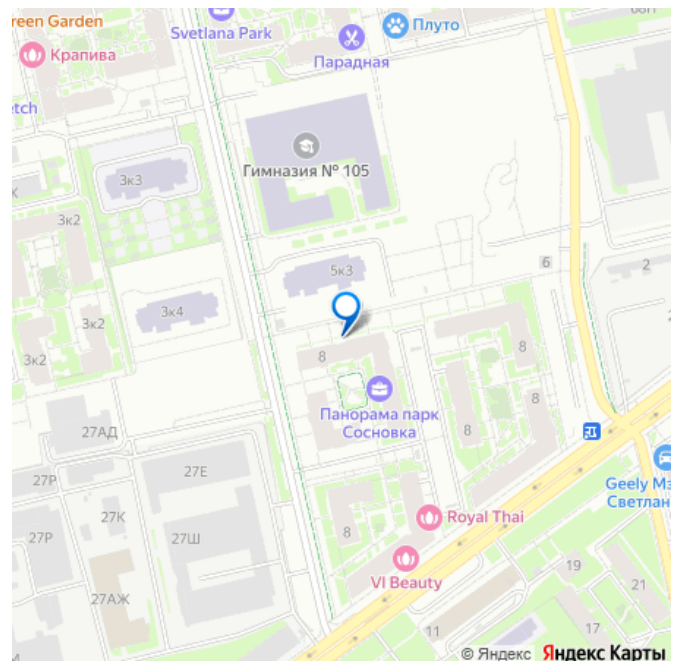 Green Garden
Svetlana Park
Плуто
Крапива
Парадная
etch
Гимназия № 105
3к3
3к2
5к3
6
2
3к4
3к2
3к2
8
8
8
Панорама парк
Сосновка
27АД
8
27Е
27Р
Geely Мэ
Светлан
27К
Royal Thai
27Р
27Ш
8
VI Beauty
19
21
27АЖ
11
© Яндекс Яндекс Карты